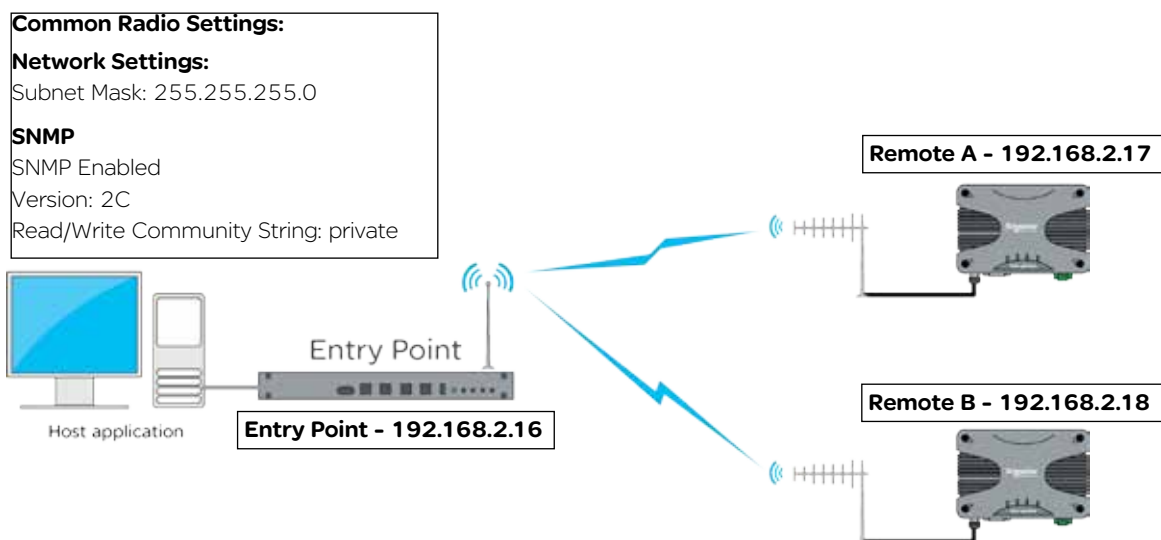 Common Radio Settings:
Network Settings:
Subnet Mask: 255.255.255.0
SNMP
SNMP Enabled
Version: 2C
Read/Write Community String: private
Remote A - 192.168.2.17
Entry Point
Host application
Entry Point - 192.168.2.16
Remote B - 192.168.2.18